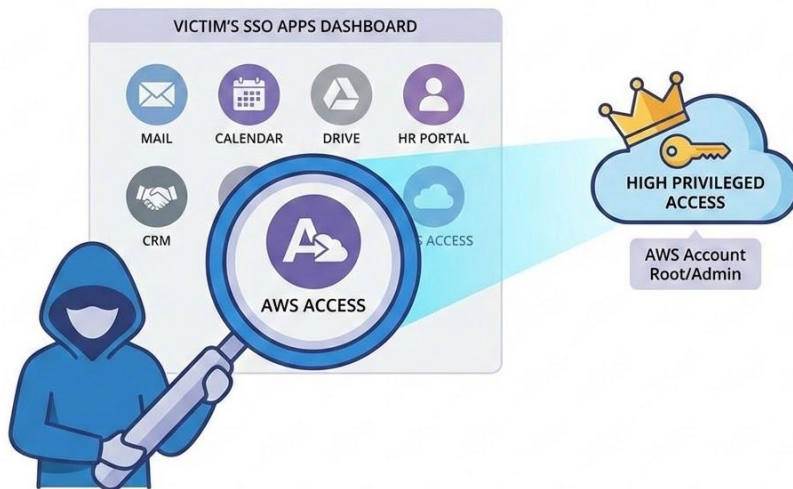 VICTIM'S SSO APPS DASHBOARD
MAIL
CALENDAR
DRIVE
HR PORTAL
CRM
ACCESS
AWS ACCESS
HIGH PRIVILEGED
ACCESS
AWS Account
Root/Admin